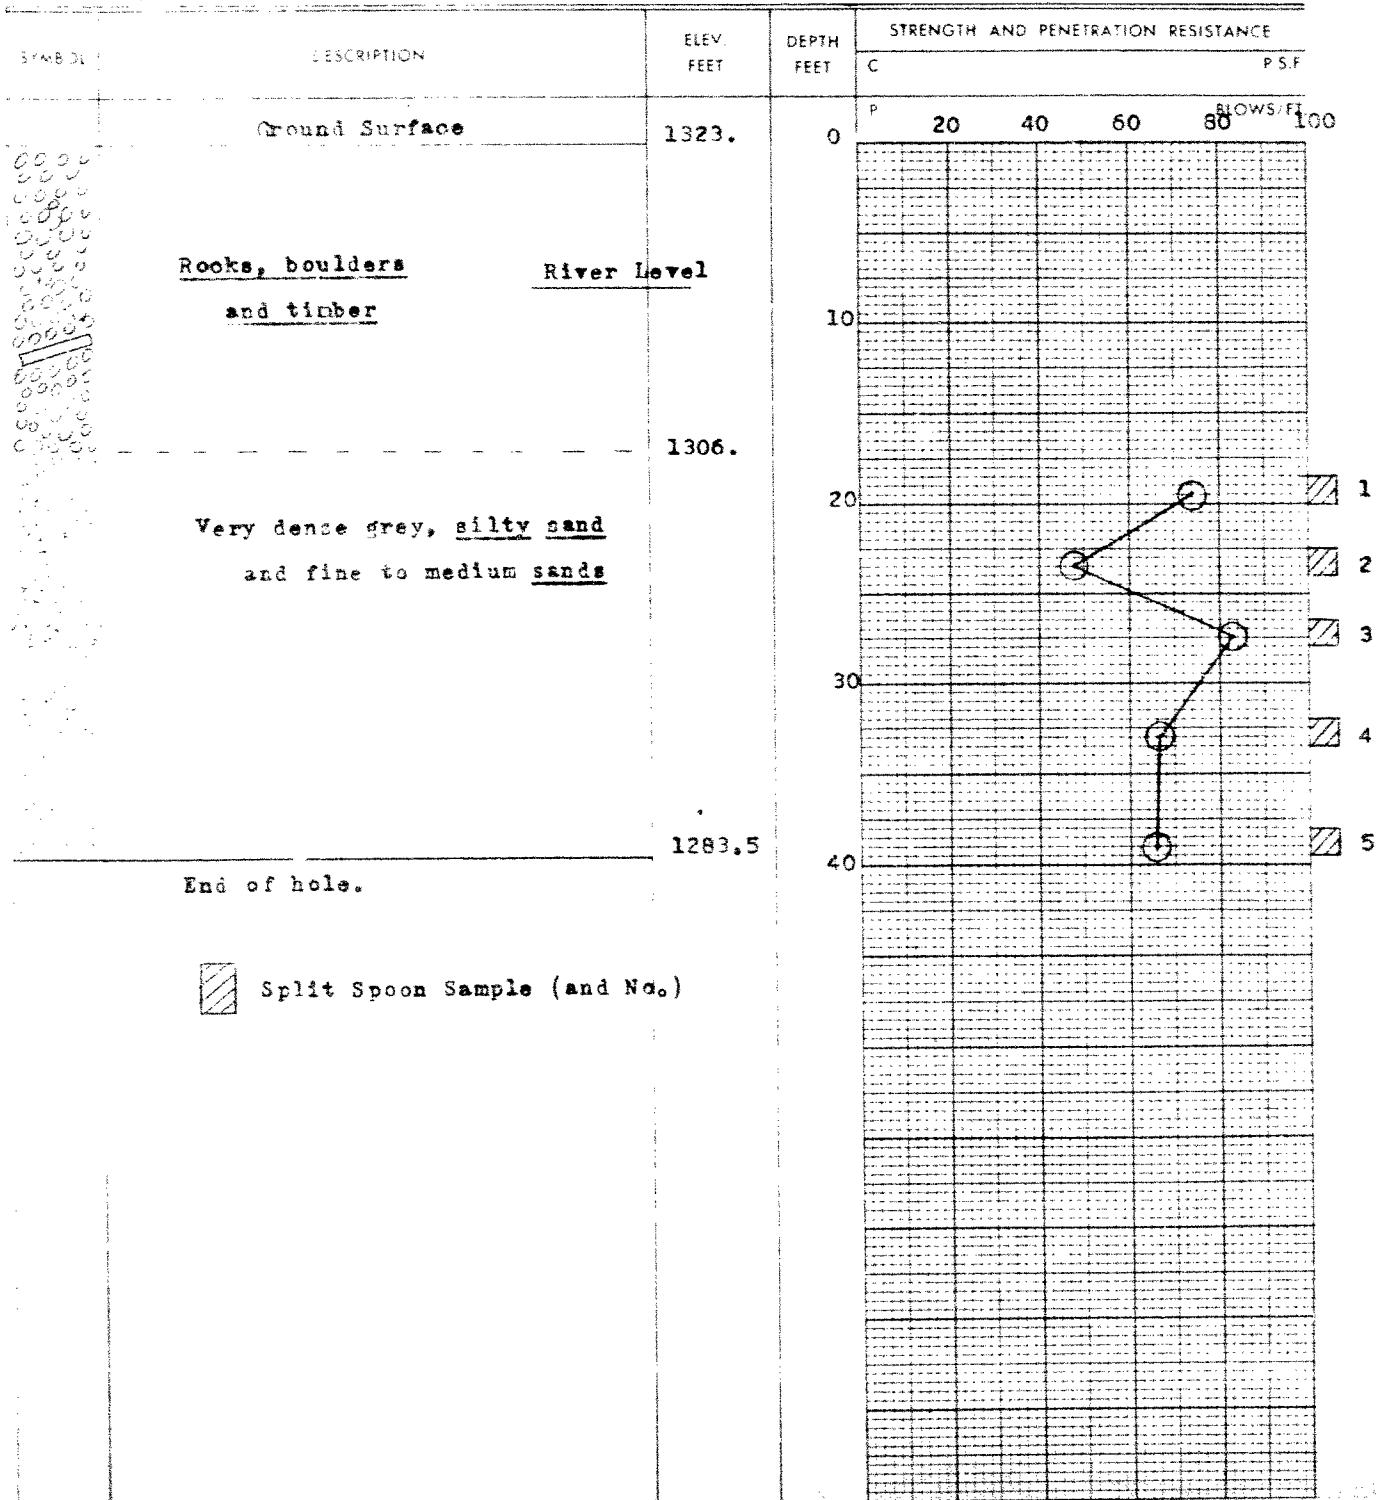 SYMBOL DESCRIPTION ELEV. FEET DEPTH FEET STRENGTH AND PENETRATION RESISTANCE
C P.S.F
P BLOWS/FT
20 40 60 80 100
Ground Surface 1323. 0
Rocks, boulders River Level
and timber
10
1306.
20 1
Very dense grey, silty sand
2
and fine to medium sands
3
30
4
1283.5 5
40
End of hole.
Split Spoon Sample (and No.)